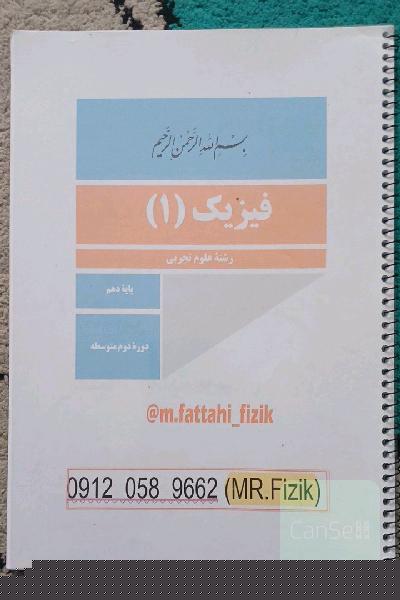 بسم الله الرحمن الرحیم
فیزیک (۱)
رشتهٔ علوم تجربی
پایهٔ دهم
دورهٔ دوم متوسطه
@m.fattahi_fizik
0912 058 9662 (MR.Fizik)
CanSell